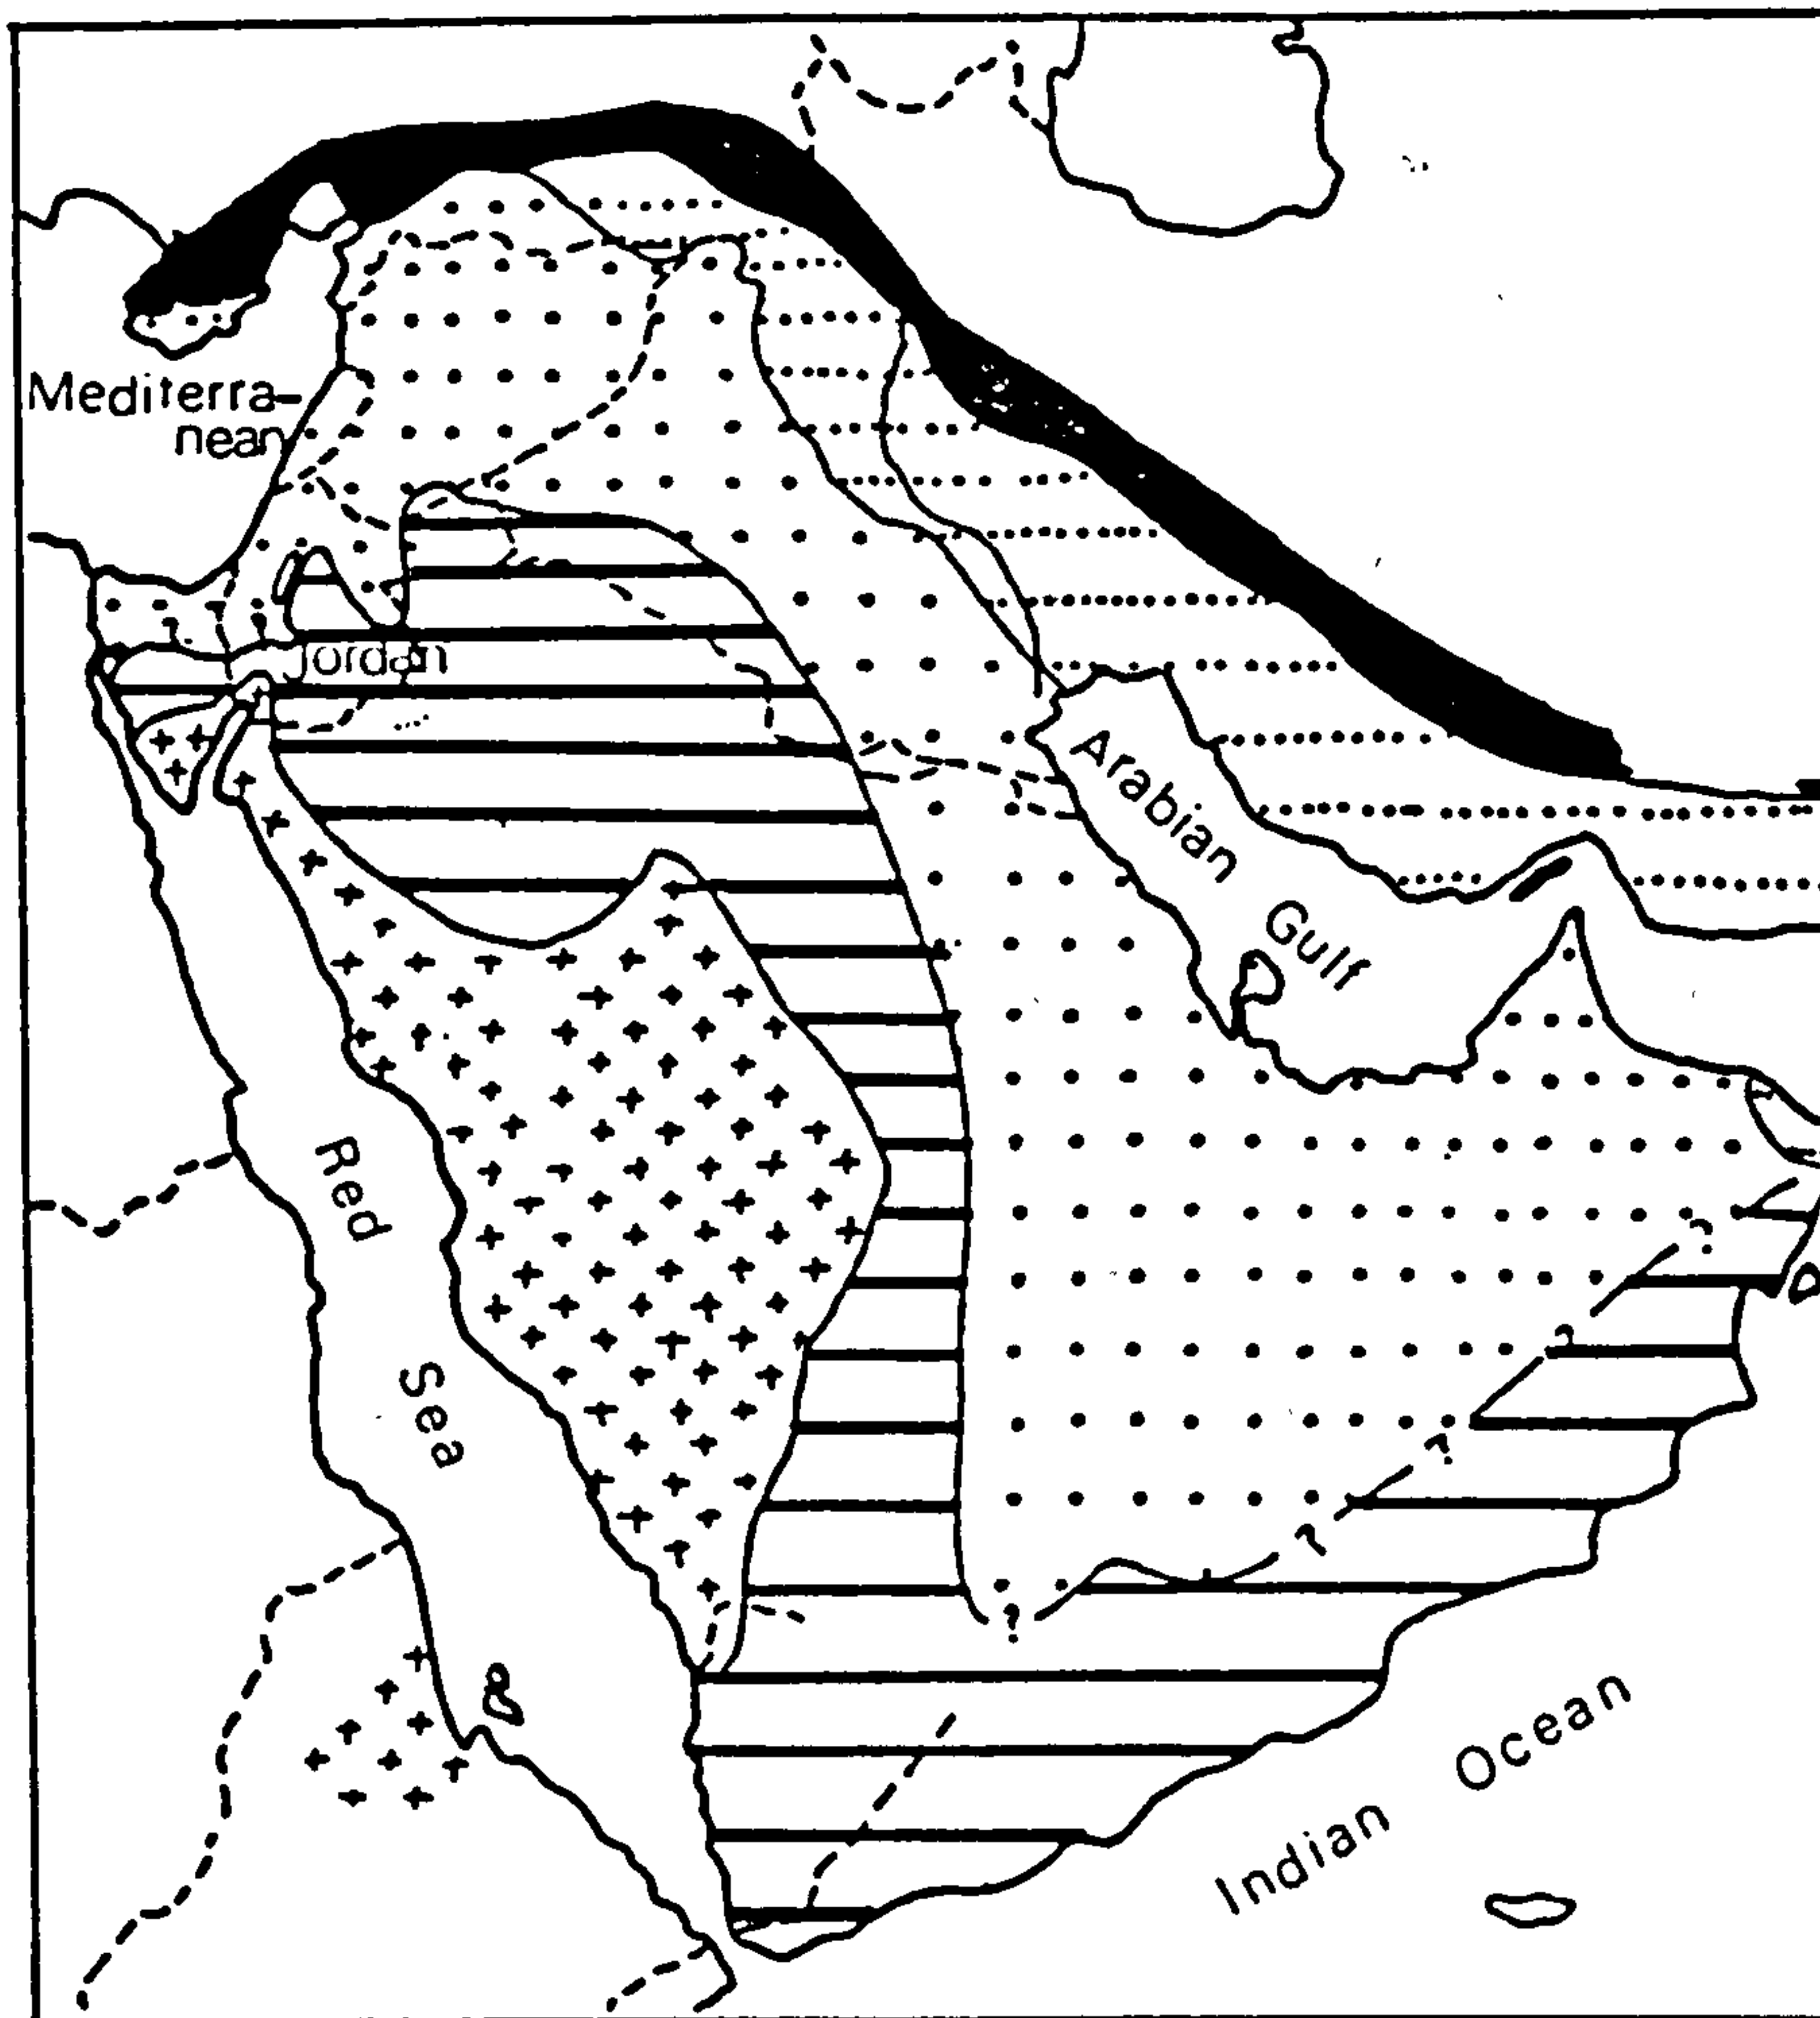 Mediterra-
nean
Jordan
Arabian
Gulf
Red
Sea
?
?
?
?
?
Indian
Ocean